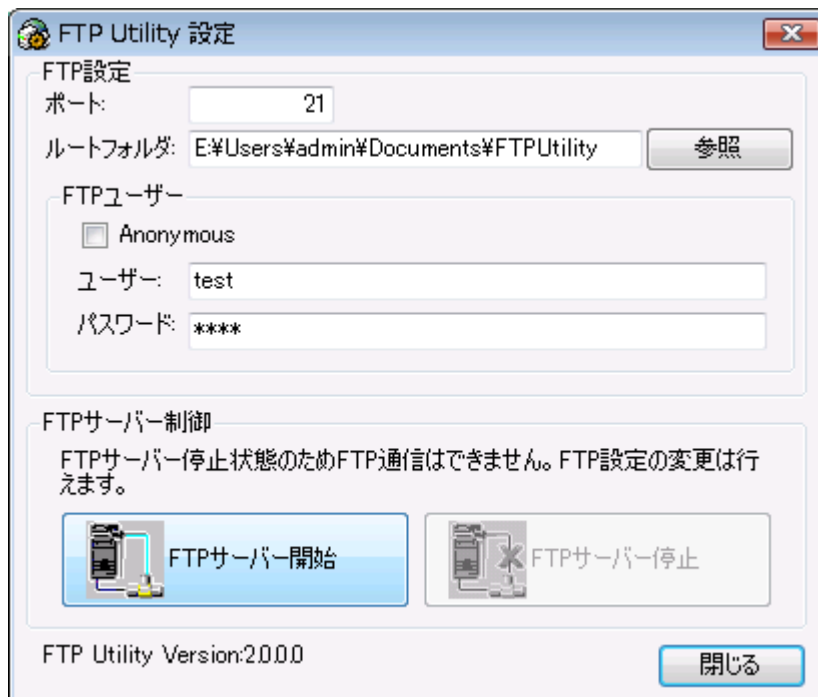 FTP Utility 設定
FTP設定
ポート: 21
ルートフォルダ: E:¥Users¥admin¥Documents¥FTPUtility 参照
FTPユーザー
Anonymous
ユーザー: test
パスワード: ****
FTPサーバー制御
FTPサーバー停止状態のためFTP通信はできません。FTP設定の変更は行
えます。
FTPサーバー開始 FTPサーバー停止
FTP Utility Version:2.0.0.0 閉じる